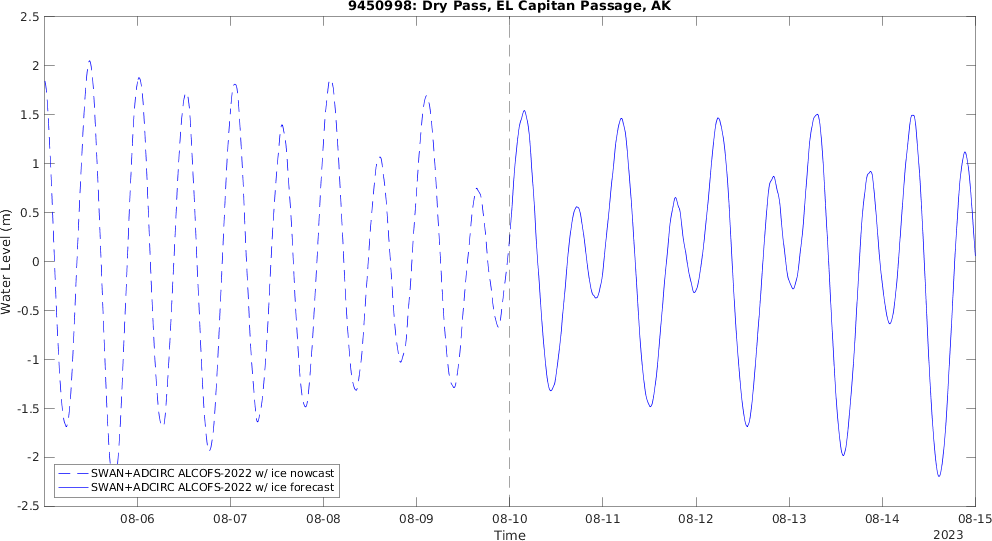 9450998: Dry Pass, EL Capitan Passage, AK
2.5
2
1.5
1
0.5
0
-0.5
-1
-1.5
-2
-2.5
Water Level (m)
SWAN+ADCIRC ALCOFS-2022 w/ ice nowcast
SWAN+ADCIRC ALCOFS-2022 w/ ice forecast
08-06 08-07 08-08 08-09 08-10 08-11 08-12 08-13 08-14 08-15
Time
2023